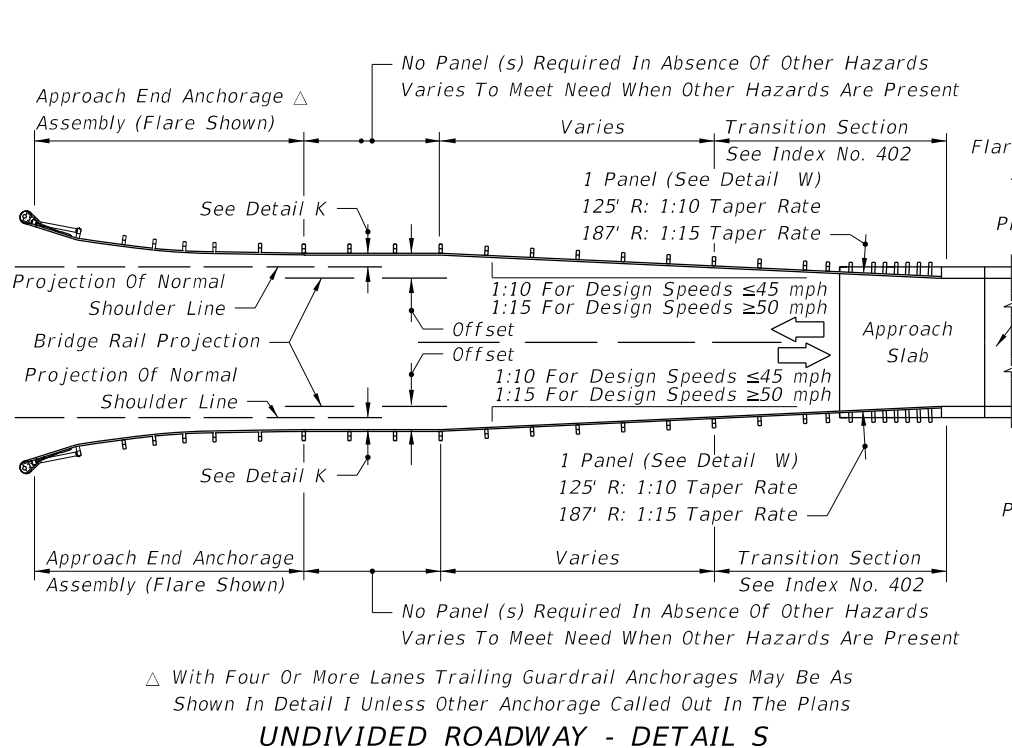 No Panel (s) Required In Absence Of Other Hazards
Varies To Meet Need When Other Hazards Are Present
Approach End Anchorage △
Assembly (Flare Shown)
Varies
Transition Section
See Index No. 402
1 Panel (See Detail W)
125' R: 1:10 Taper Rate
187' R: 1:15 Taper Rate
See Detail K
Projection Of Normal
Shoulder Line
1:10 For Design Speeds ≤45 mph
1:15 For Design Speeds ≥50 mph
Offset
Bridge Rail Projection
Approach
Slab
Offset
Projection Of Normal
Shoulder Line
1:10 For Design Speeds ≤45 mph
1:15 For Design Speeds ≥50 mph
See Detail K
1 Panel (See Detail W)
125' R: 1:10 Taper Rate
187' R: 1:15 Taper Rate
Approach End Anchorage
Assembly (Flare Shown)
Varies
Transition Section
See Index No. 402
No Panel (s) Required In Absence Of Other Hazards
Varies To Meet Need When Other Hazards Are Present
△ With Four Or More Lanes Trailing Guardrail Anchorages May Be As
Shown In Detail I Unless Other Anchorage Called Out In The Plans
UNDIVIDED ROADWAY - DETAIL S